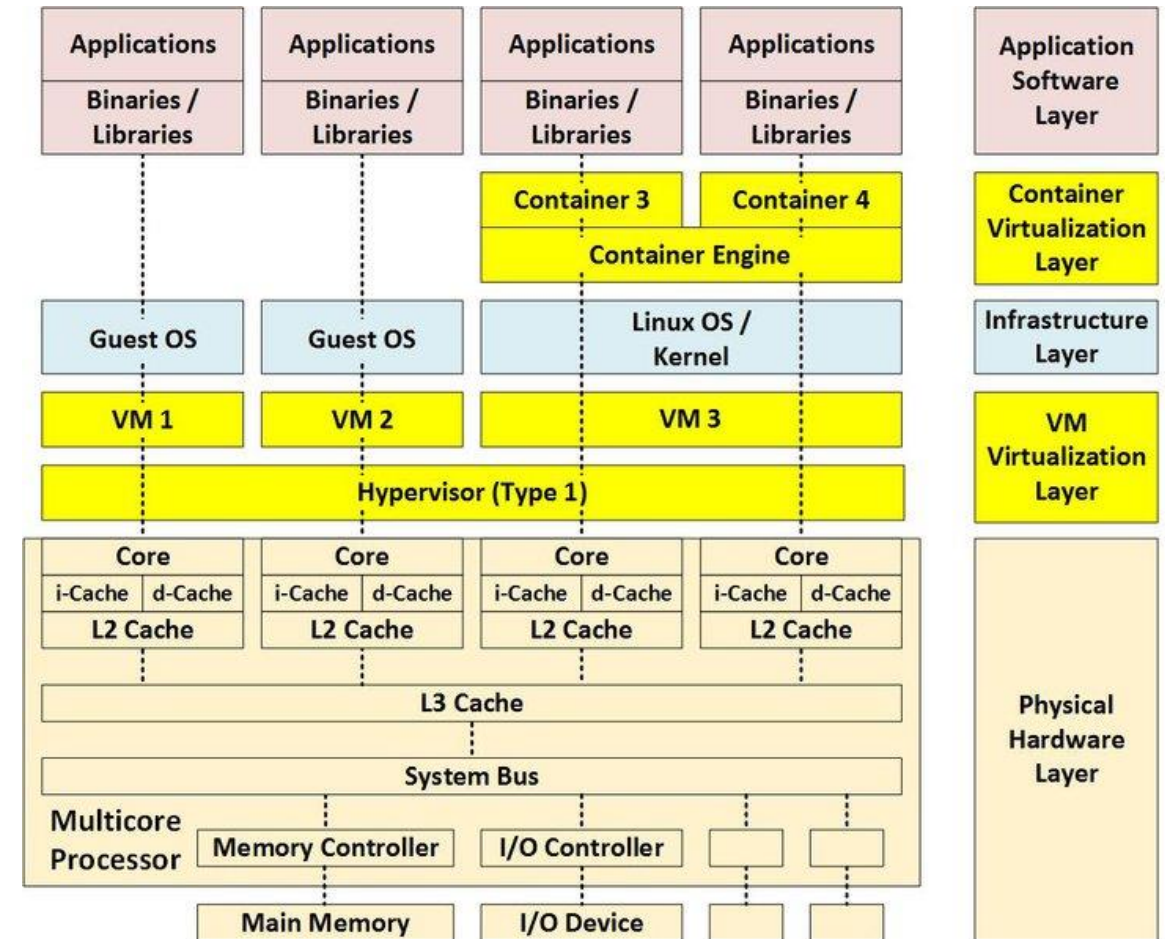 Applications
Applications
Applications
Applications
Application
Software
Layer
Binaries /
Libraries
Binaries /
Libraries
Binaries /
Libraries
Binaries /
Libraries
Container 3
Container 4
Container Engine
Container
Virtualization
Layer
Guest OS
Guest OS
Linux OS /
Kernel
Infrastructure
Layer
VM 1
VM 2
VM 3
Hypervisor (Type 1)
VM
Virtualization
Layer
Core
Core
Core
Core
i-Cache
d-Cache
i-Cache
d-Cache
i-Cache
d-Cache
i-Cache
d-Cache
L2 Cache
L2 Cache
L2 Cache
L2 Cache
L3 Cache
System Bus
Physical
Hardware
Layer
Multicore
Processor
Memory Controller
I/O Controller
Main Memory
I/O Device